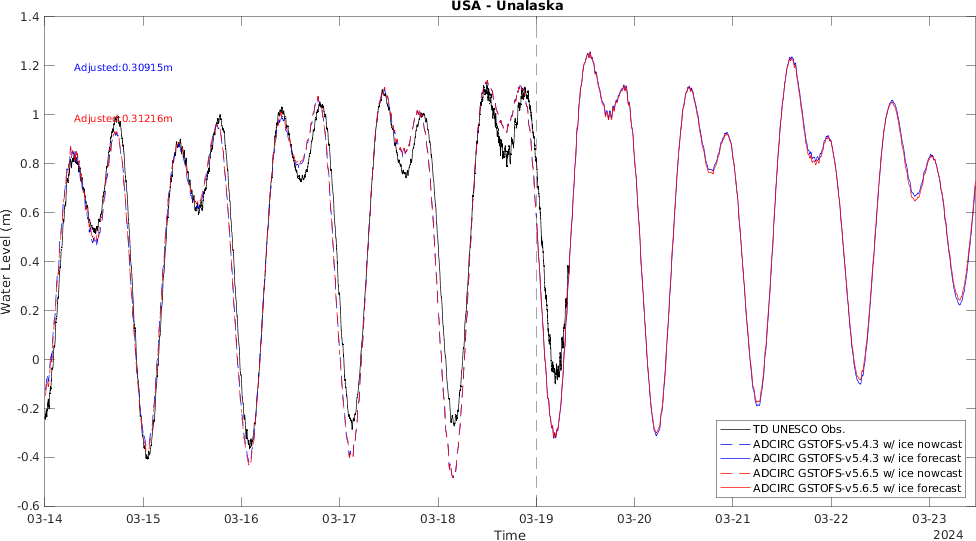 USA - Unalaska
1.4
1.2
1
0.8
0.6
0.4
0.2
0
-0.2
-0.4
-0.6
Water Level (m)
Adjusted:0.30915m
Adjusted:0.31216m
TD UNESCO Obs.
ADCIRC GSTOFS-v5.4.3 w/ ice nowcast
ADCIRC GSTOFS-v5.4.3 w/ ice forecast
ADCIRC GSTOFS-v5.6.5 w/ ice nowcast
ADCIRC GSTOFS-v5.6.5 w/ ice forecast
03-14 03-15 03-16 03-17 03-18 03-19 03-20 03-21 03-22 03-23
Time 2024